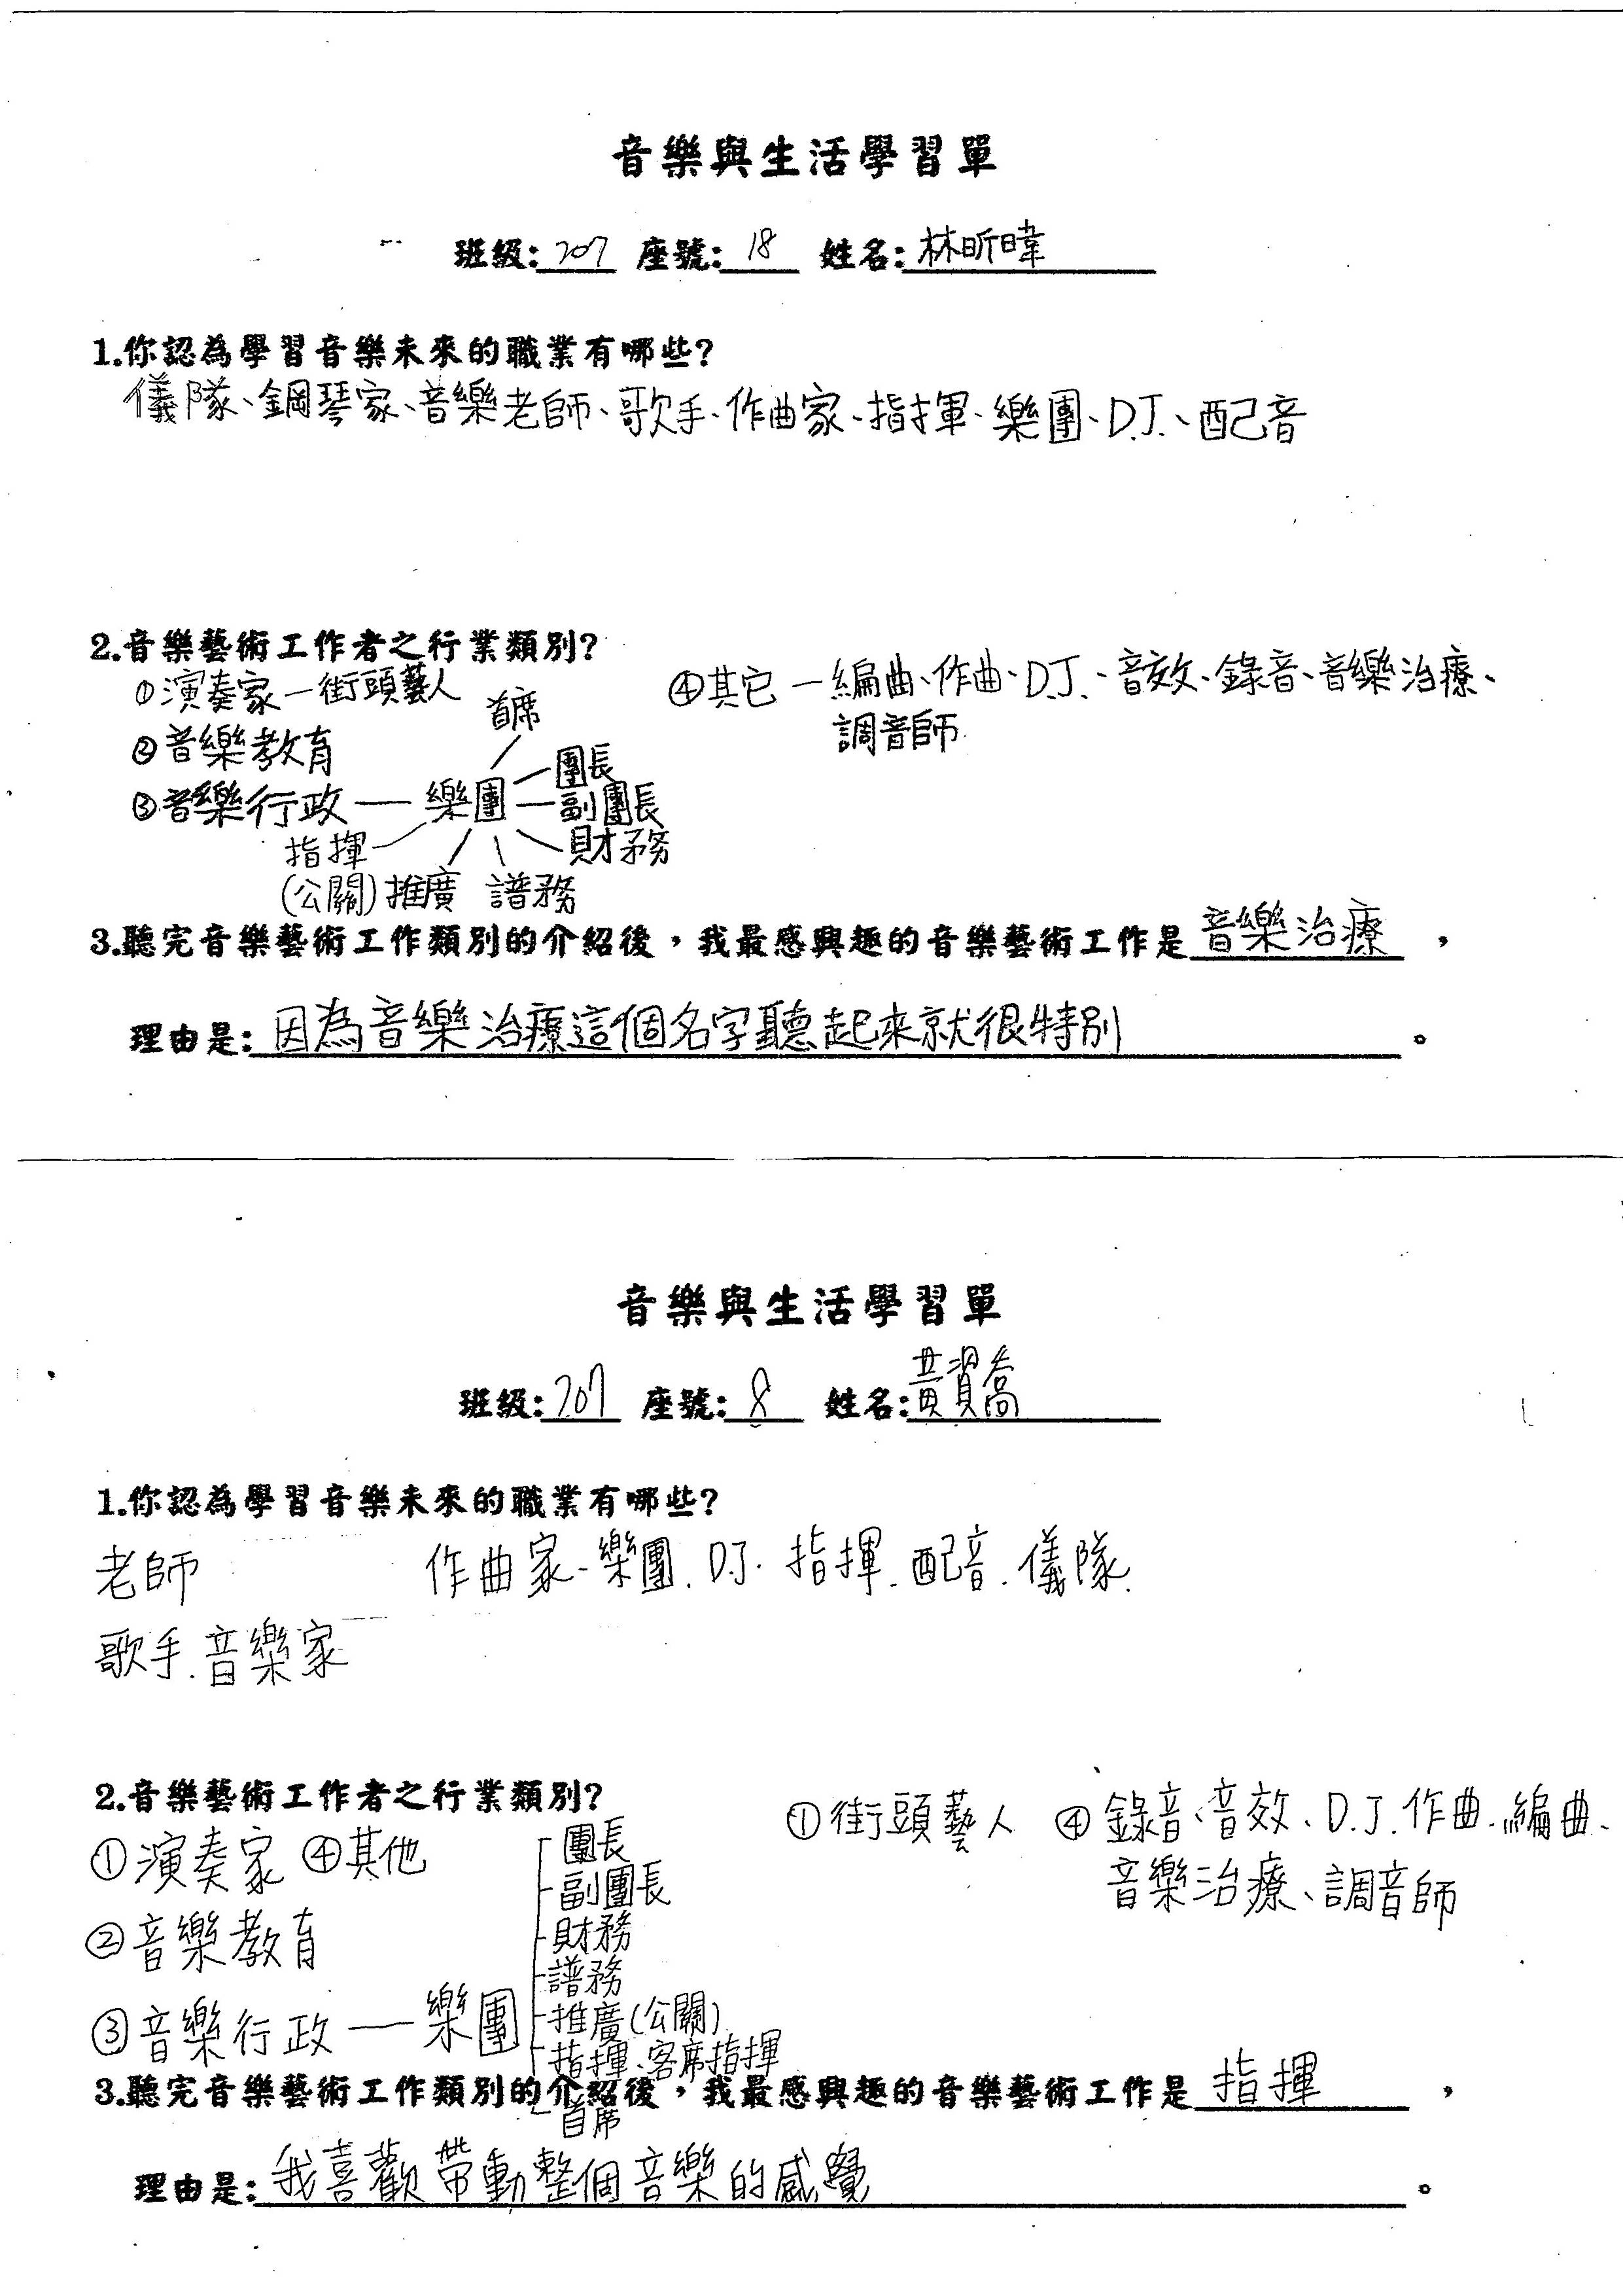 音樂與生活學習單
班級:207 座號:18 姓名:林昕暐
1.你認為學習音樂未來的職業有哪些?
儀隊、鋼琴家、音樂老師、歌手、作曲家、指揮、樂團、D.J.、配音
2.音樂藝術工作者之行業類別?
①演奏家—街頭藝人
②音樂教育
③音樂行政—樂團
首席
團長
副團長
財務
譜務
(公關)推廣
指揮
④其它—編曲、作曲、D.J.、音效、錄音、音樂治療、
調音師
3.聽完音樂藝術工作類別的介紹後,我最感興趣的音樂藝術工作是音樂治療,
理由是:因為音樂治療這個名字聽起來就很特別。
音樂與生活學習單
班級:207 座號:8 姓名:黃資喬
1.你認為學習音樂未來的職業有哪些?
老師 作曲家、樂團、D.J.、指揮、配音、儀隊
歌手、音樂家
2.音樂藝術工作者之行業類別?
①演奏家 ④其他
②音樂教育
③音樂行政—樂團
團長
副團長
財務
譜務
推廣(公關)
指揮、客席指揮
首席
①街頭藝人 ④錄音、音效、D.J.作曲、編曲、
音樂治療、調音師
3.聽完音樂藝術工作類別的介紹後,我最感興趣的音樂藝術工作是指揮,
理由是:我喜歡帶動整個音樂的感覺。